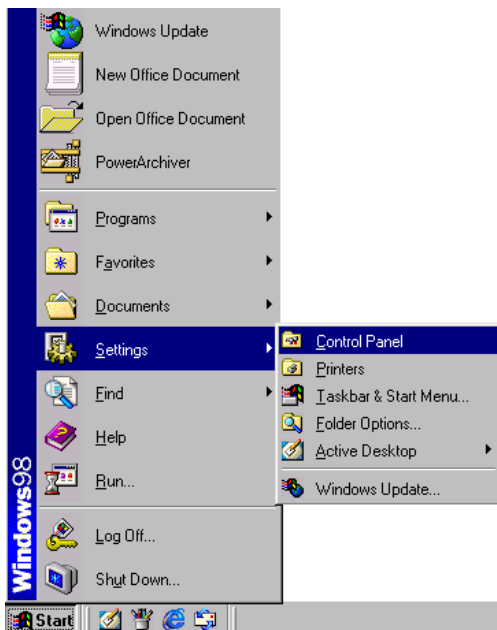 Windows Update
New Office Document
Open Office Document
PowerArchiver
Programs
Favorites
Documents
Settings
Find
Help
Run...
Log Off...
Shut Down...
Control Panel
Printers
Taskbar & Start Menu...
Folder Options...
Active Desktop
Windows Update...
Windows98
Start